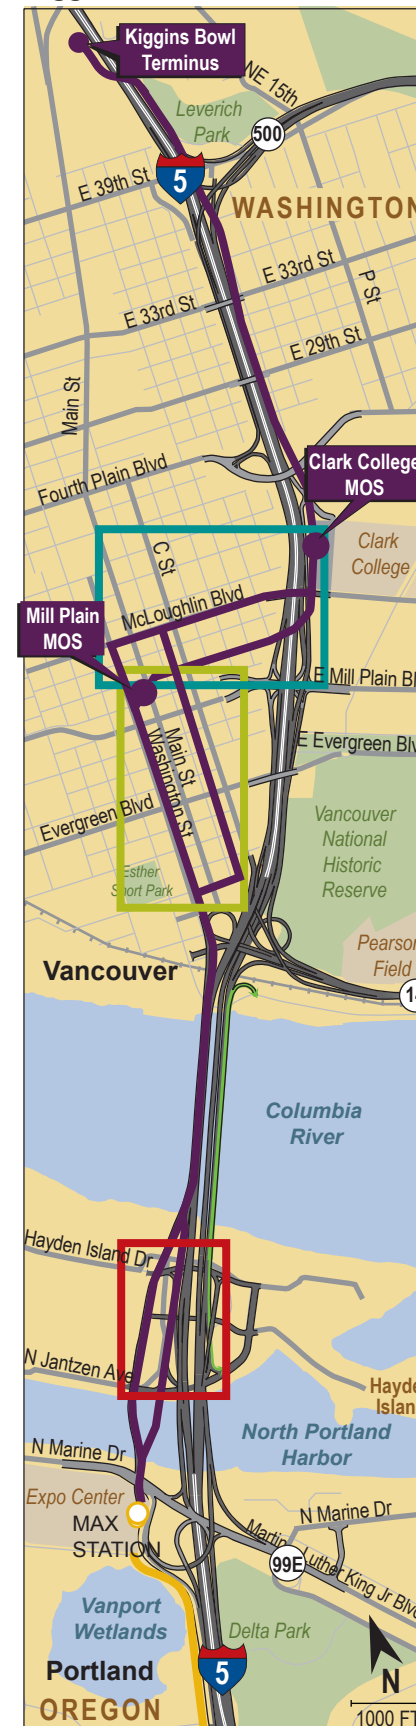 Kiggins Bowl
Terminus
NE 15th
Leverich
Park
500
5
E 39th St
WASHINGTON
E 33rd St
P St
E 33rd St
E 29th St
Main St
Fourth Plain Blvd
Clark College
MOS
C St
Clark
College
McLoughlin Blvd
Mill Plain
MOS
E Mill Plain Bl
E Evergreen Blv
Main St
Washington St
Evergreen Blvd
Vancouver
National
Historic
Reserve
Esther
Short Park
Pearson
Field
Vancouver
14
Columbia
River
Hayden Island Dr
N Jantzen Ave
Hayde
Islan
North Portland
Harbor
N Marine Dr
Expo Center
N Marine Dr
MAX
STATION
Martin Luther King Jr Blvd
99E
Vanport
Wetlands
Delta Park
Portland
5
OREGON
N
1000 FT